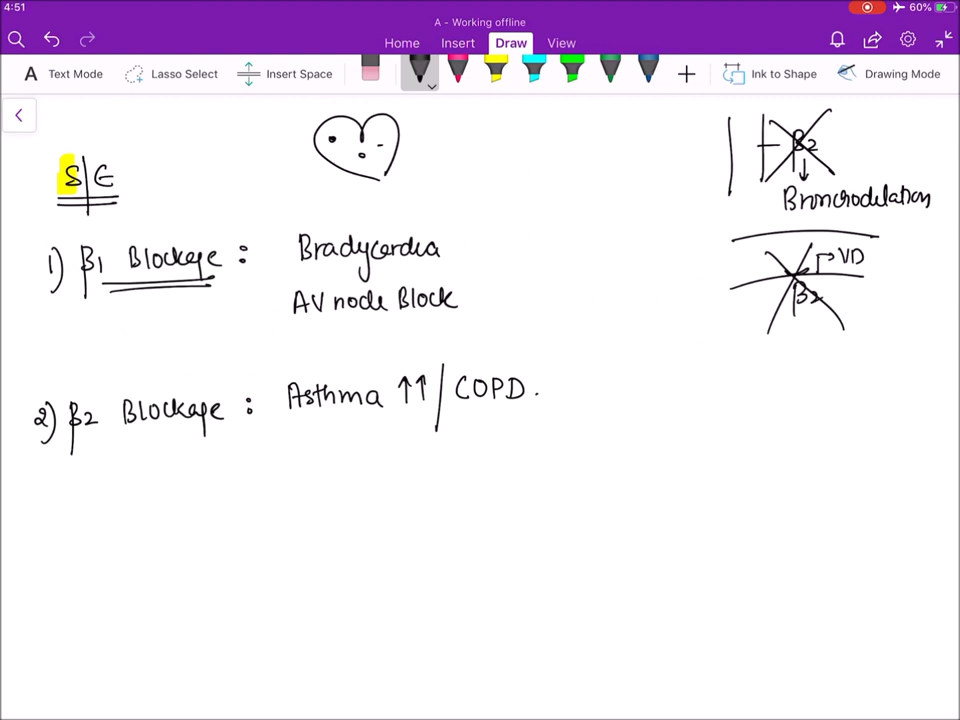 4:51
60%
A - Working offline
Home Insert Draw View
A Text Mode Lasso Select Insert Space Ink to Shape Drawing Mode
S/E
β2
Broncrodelation
1) β1 Blockage : Bradycardia
AV node Block
VD
β2
2) β2 Blockage : Asthma ↑↑ / COPD.